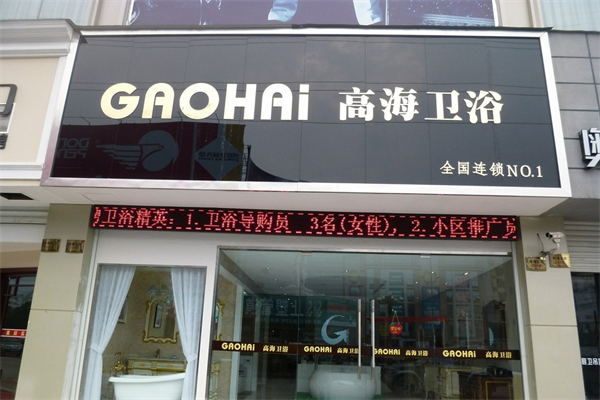 GAOHAi 高海卫浴
全国连锁NO.1
卫浴精英：1.卫浴导购员 3名(女性), 2.小区推广员
GAOHAI 高海卫浴 GAOHAI 高海卫浴 高海卫浴 GAOHAI 高海卫浴